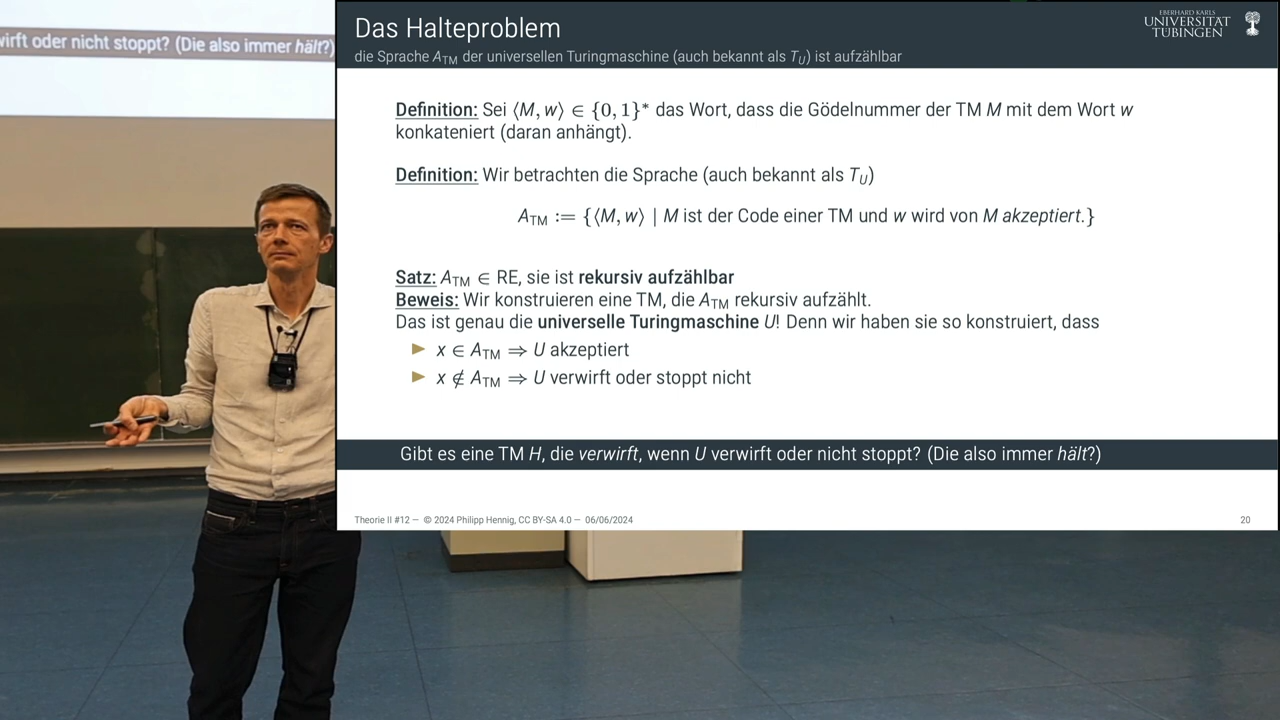 wirft oder nicht stoppt? (Die also immer hält?)
Das Halteproblem
die Sprache A_TM der universellen Turingmaschine (auch bekannt als T_U) ist aufzählbar
EBERHARD KARLS
UNIVERSITÄT
TÜBINGEN
Definition: Sei ⟨M, w⟩ ∈ {0, 1}* das Wort, dass die Gödelnummer der TM M mit dem Wort w
konkateniert (daran anhängt).
Definition: Wir betrachten die Sprache (auch bekannt als T_U)
A_TM := {⟨M, w⟩ | M ist der Code einer TM und w wird von M akzeptiert.}
Satz: A_TM ∈ RE, sie ist rekursiv aufzählbar
Beweis: Wir konstruieren eine TM, die A_TM rekursiv aufzählt.
Das ist genau die universelle Turingmaschine U! Denn wir haben sie so konstruiert, dass
▶ x ∈ A_TM ⇒ U akzeptiert
▶ x ∉ A_TM ⇒ U verwirft oder stoppt nicht
Gibt es eine TM H, die verwirft, wenn U verwirft oder nicht stoppt? (Die also immer hält?)
Theorie II #12 — © 2024 Philipp Hennig, CC BY-SA 4.0 — 06/06/2024
20